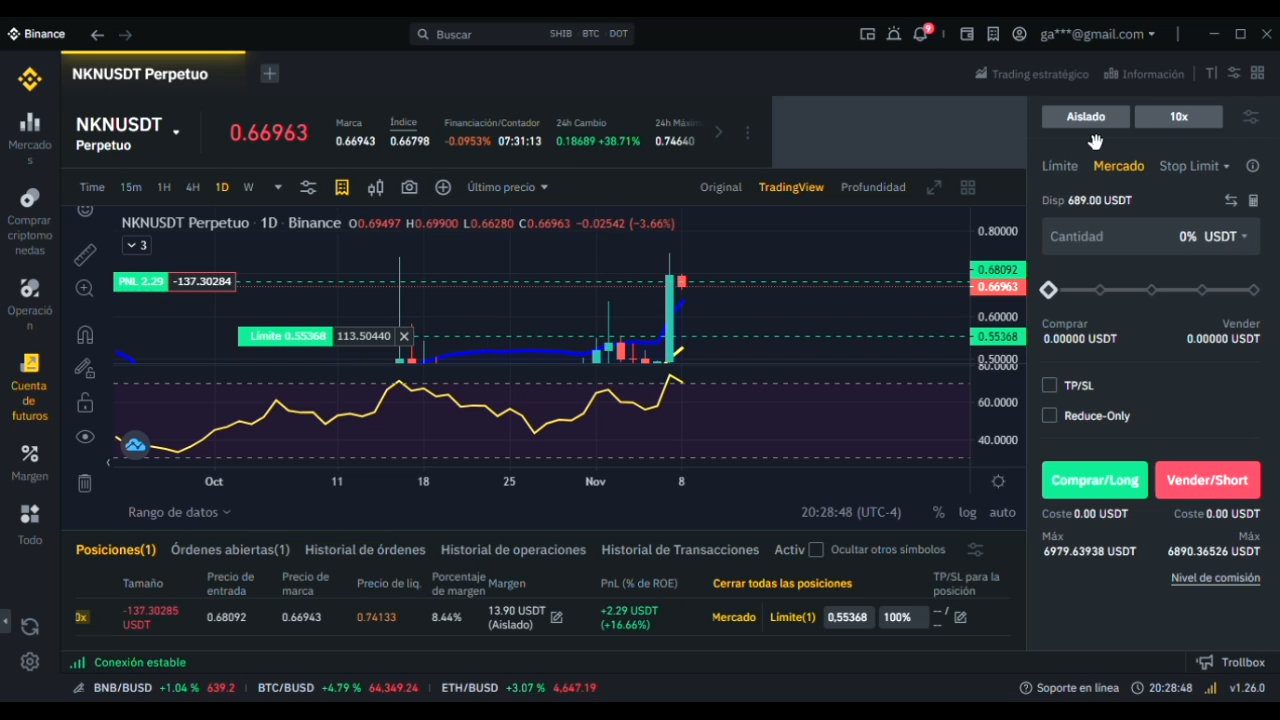 Binance
Buscar SHIB · BTC · DOT
9
ga***@gmail.com
NKNUSDT Perpetuo
Trading estratégico Información
Mercados
Comprar criptomonedas
Operación
Cuenta de futuros
Margen
Todo
NKNUSDT
Perpetuo
0.66963
Marca Índice Financiación/Contador 24h Cambio 24h Máxim
0.66943 0.66798 -0.0953% 07:31:13 0.18689 +38.71% 0.74640
Time 15m 1H 4H 1D W Último precio Original TradingView Profundidad
NKNUSDT Perpetuo · 1D · Binance O0.69497 H0.69900 L0.66280 C0.66963 -0.02542 (-3.66%)
3
0.80000
0.68092
0.66963
0.60000
0.55368
0.50000
80.0000
60.0000
40.0000
PNL 2.29 -137.30284
Límite 0.55368 113.50440
Oct 11 18 25 Nov 8
Rango de datos 20:28:48 (UTC-4) % log auto
Posiciones(1) Órdenes abiertas(1) Historial de órdenes Historial de operaciones Historial de Transacciones Activ Ocultar otros símbolos
Tamaño Precio de entrada Precio de marca Precio de liq. Porcentaje de margen Margen PnL (% de ROE) Cerrar todas las posiciones TP/SL para la posición
0x -137.30285 USDT 0.68092 0.66943 0.74133 8.44% 13.90 USDT (Aislado) +2.29 USDT (+16.66%) Mercado Límite(1) 0,55368 100% -- / --
Aislado 10x
Límite Mercado Stop Limit
Disp 689.00 USDT
Cantidad 0% USDT
Comprar Vender
0.00000 USDT 0.00000 USDT
TP/SL
Reduce-Only
Comprar/Long Vender/Short
Coste 0.00 USDT Coste 0.00 USDT
Máx Máx
6979.63938 USDT 6890.36526 USDT
Nivel de comisión
Conexión estable Trollbox
BNB/BUSD +1.04 % 639.2 BTC/BUSD +4.79 % 64,349.24 ETH/BUSD +3.07 % 4,647.19 Soporte en línea 20:28:48 v1.26.0